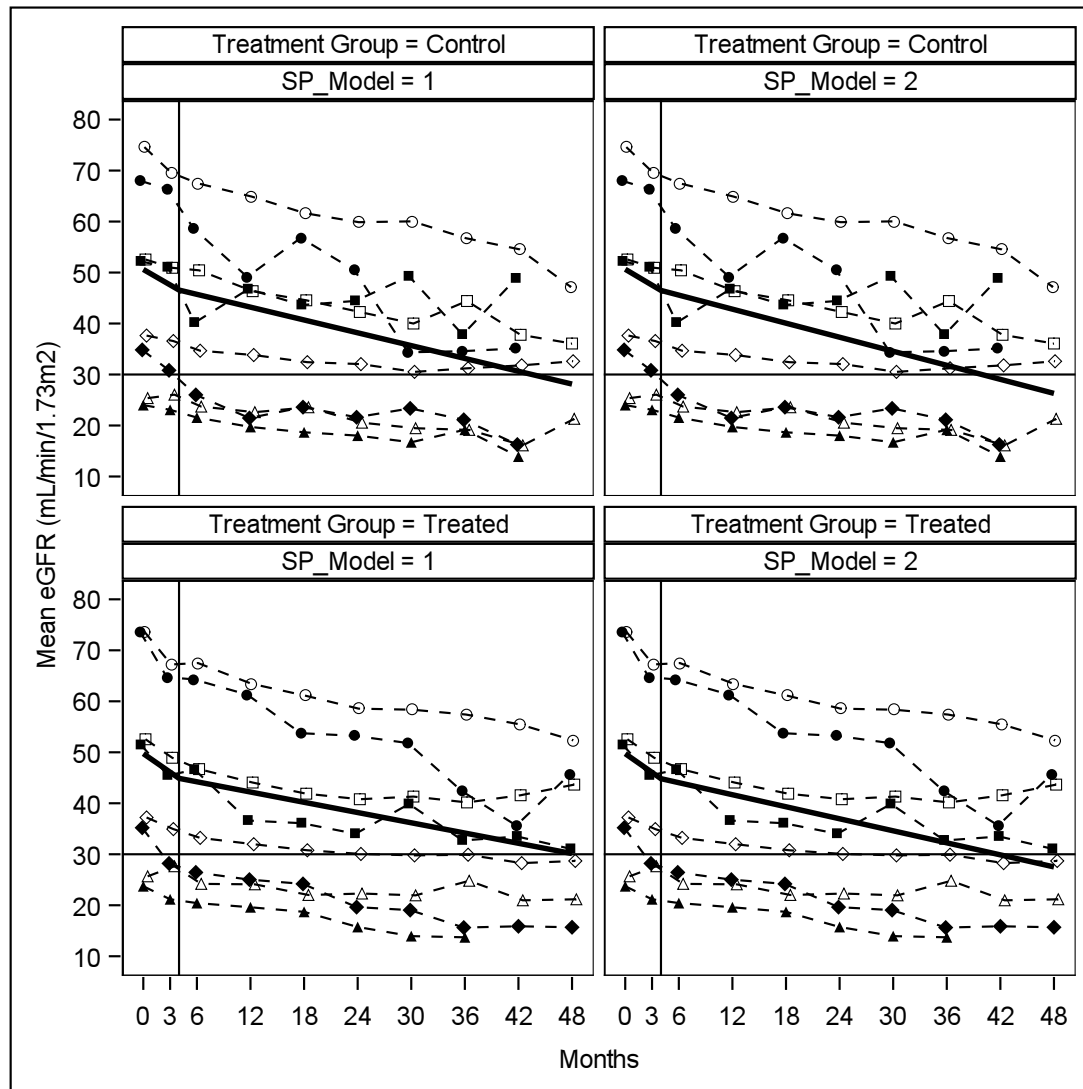 Treatment Group = Control
SP_Model = 1
Treatment Group = Control
SP_Model = 2
80
70
60
50
40
30
20
10
Treatment Group = Treated
SP_Model = 1
Treatment Group = Treated
SP_Model = 2
80
70
60
50
40
30
20
10
Mean eGFR (mL/min/1.73m2)
0 3 6 12 18 24 30 36 42 48
0 3 6 12 18 24 30 36 42 48
Months